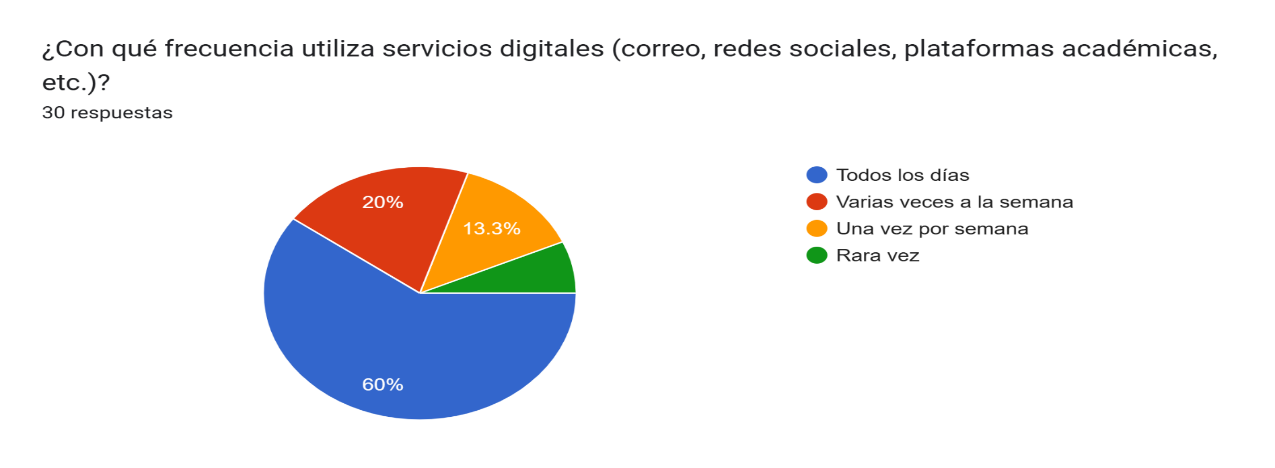 ¿Con qué frecuencia utiliza servicios digitales (correo, redes sociales, plataformas académicas,
etc.)?
30 respuestas
20%
13.3%
60%
Todos los días
Varias veces a la semana
Una vez por semana
Rara vez